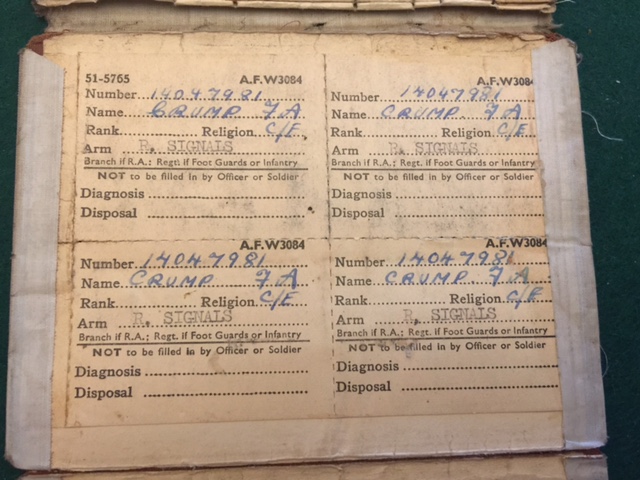 51-5765 A.F.W3084
Number 14047981
Name CRUMP F A
Rank Religion C/E
Arm R. SIGNALS
Branch if R.A.; Regt. if Foot Guards or Infantry
NOT to be filled in by Officer or Soldier
Diagnosis
Disposal
A.F.W3084
Number 14047981
Name CRUMP. F A
Rank Religion C/E.
Arm R. SIGNALS
Branch if R.A.; Regt. if Foot Guards or Infantry
NOT to be filled in by Officer or Soldier
Diagnosis
Disposal
A.F.W3084
Number 14047981
Name CRUMP F A
Rank Religion C/E
Arm R. SIGNALS
Branch if R.A.; Regt. if Foot Guards or Infantry
NOT to be filled in by Officer or Soldier
Diagnosis
Disposal
A.F.W3084
Number 14047981
Name CRUMP. F A
Rank Religion C/E
Arm R. SIGNALS
Branch if R.A.; Regt. if Foot Guards or Infantry
NOT to be filled in by Officer or Soldier
Diagnosis
Disposal